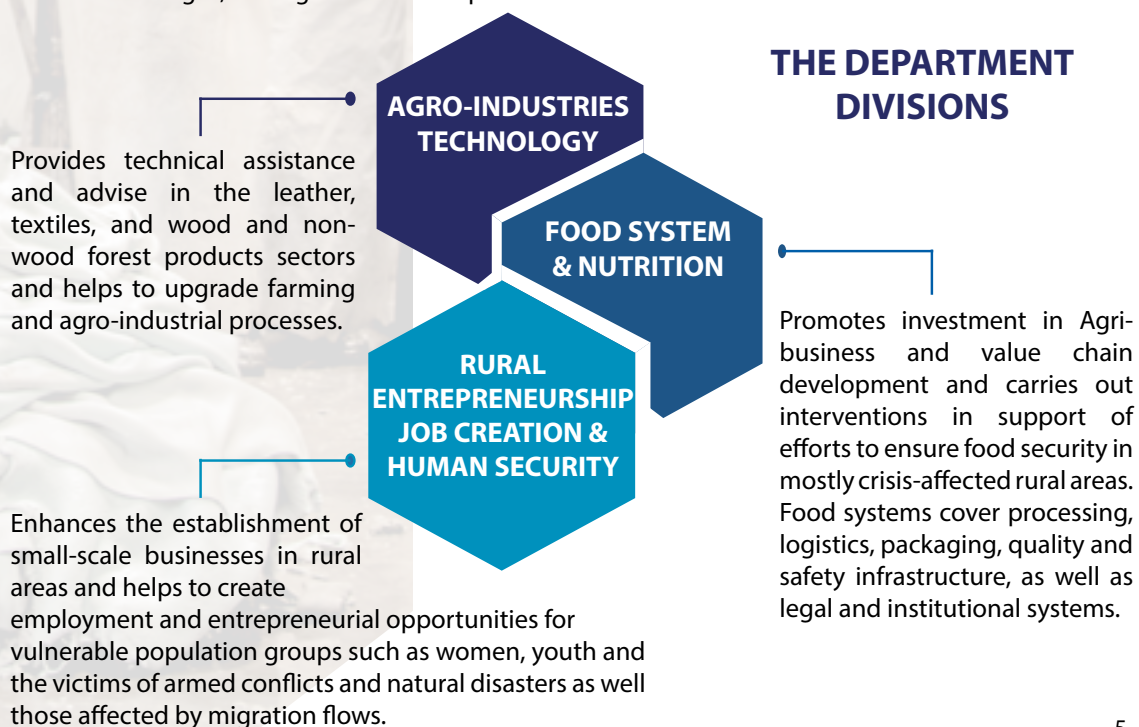 THE DEPARTMENT
DIVISIONS
AGRO-INDUSTRIES
TECHNOLOGY
Provides technical assistance
and advise in the leather,
textiles, and wood and non-
wood forest products sectors
and helps to upgrade farming
and agro-industrial processes.
FOOD SYSTEM
& NUTRITION
Promotes investment in Agri-
business and value chain
development and carries out
interventions in support of
efforts to ensure food security in
mostly crisis-affected rural areas.
Food systems cover processing,
logistics, packaging, quality and
safety infrastructure, as well as
legal and institutional systems.
RURAL
ENTREPRENEURSHIP
JOB CREATION &
HUMAN SECURITY
Enhances the establishment of
small-scale businesses in rural
areas and helps to create
employment and entrepreneurial opportunities for
vulnerable population groups such as women, youth and
the victims of armed conflicts and natural disasters as well
those affected by migration flows.